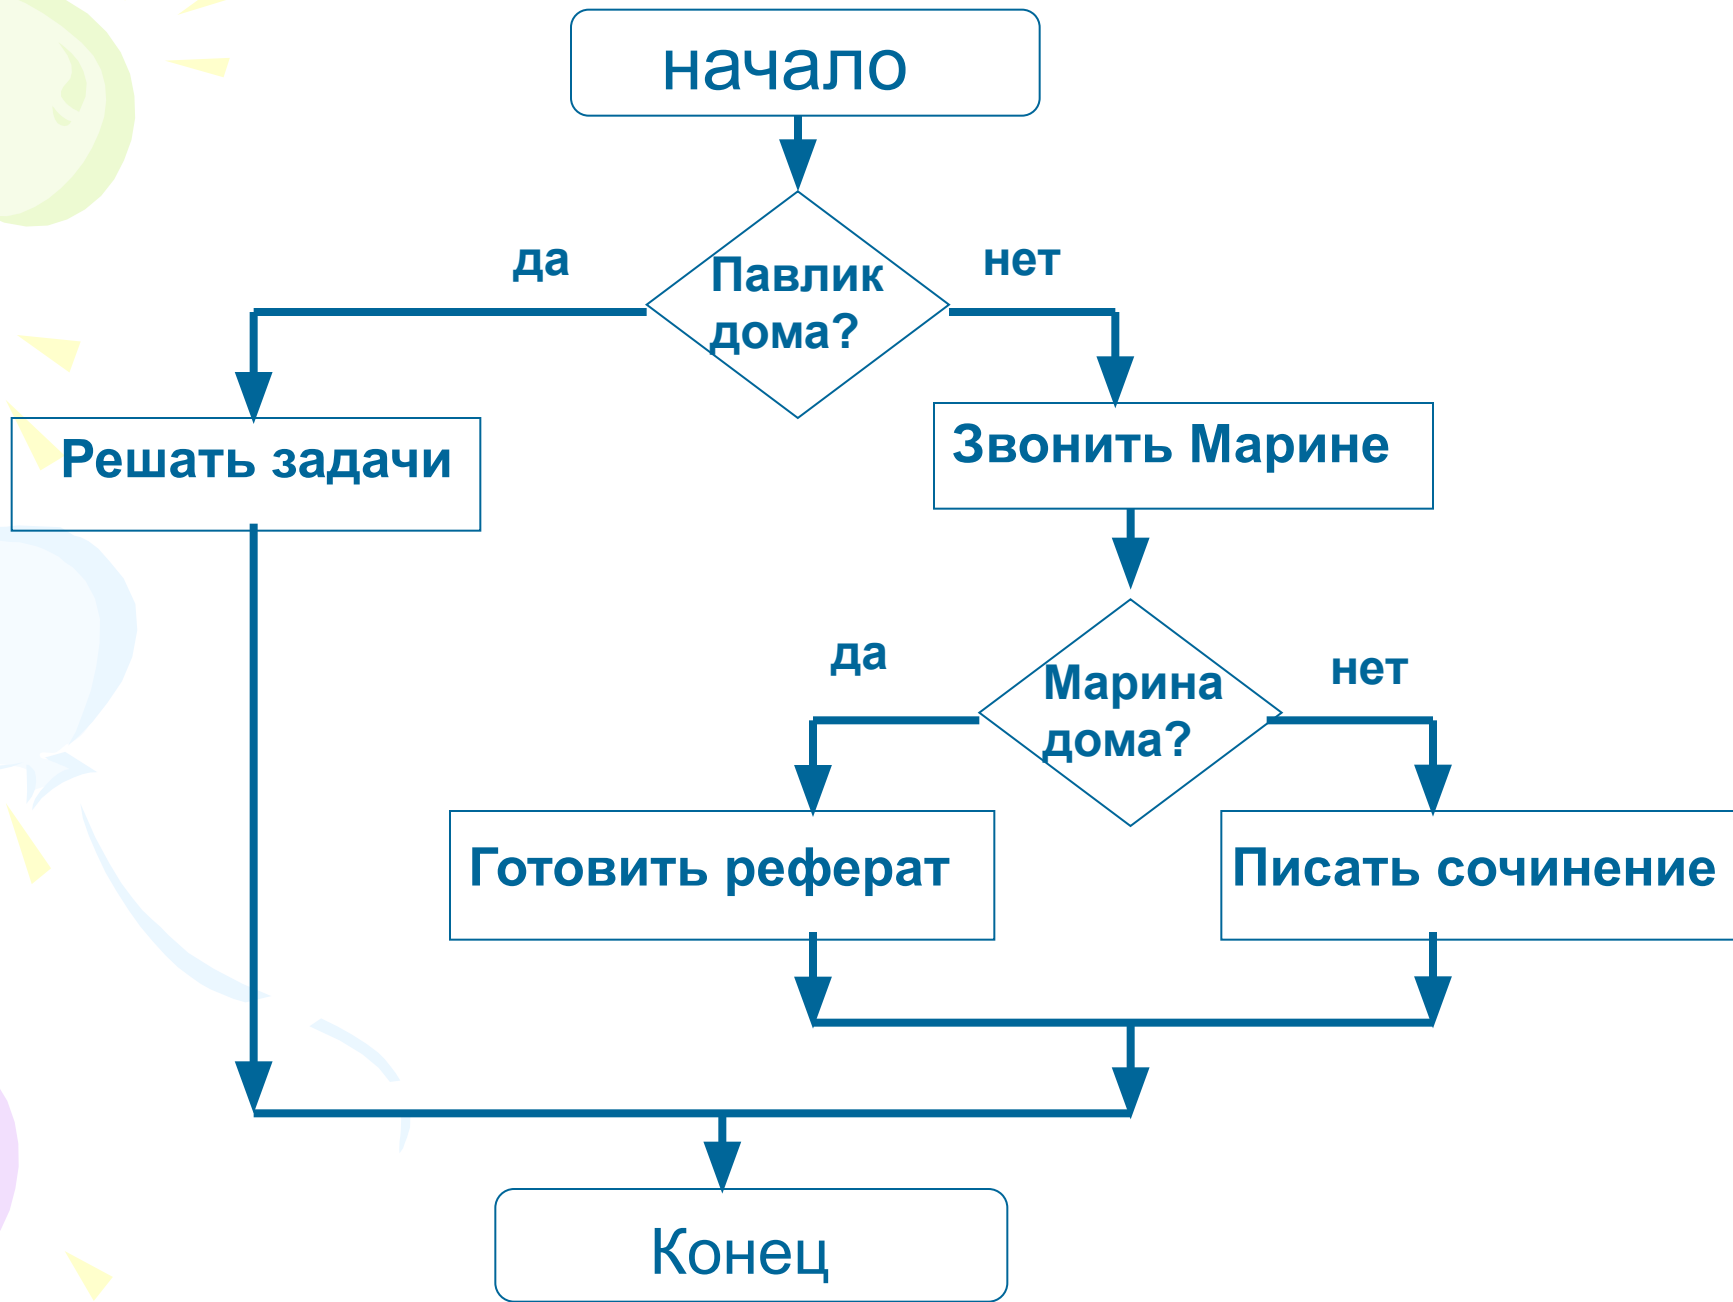 начало
да
Павлик
дома?
нет
Решать задачи
Звонить Марине
да
Марина
дома?
нет
Готовить реферат
Писать сочинение
Конец